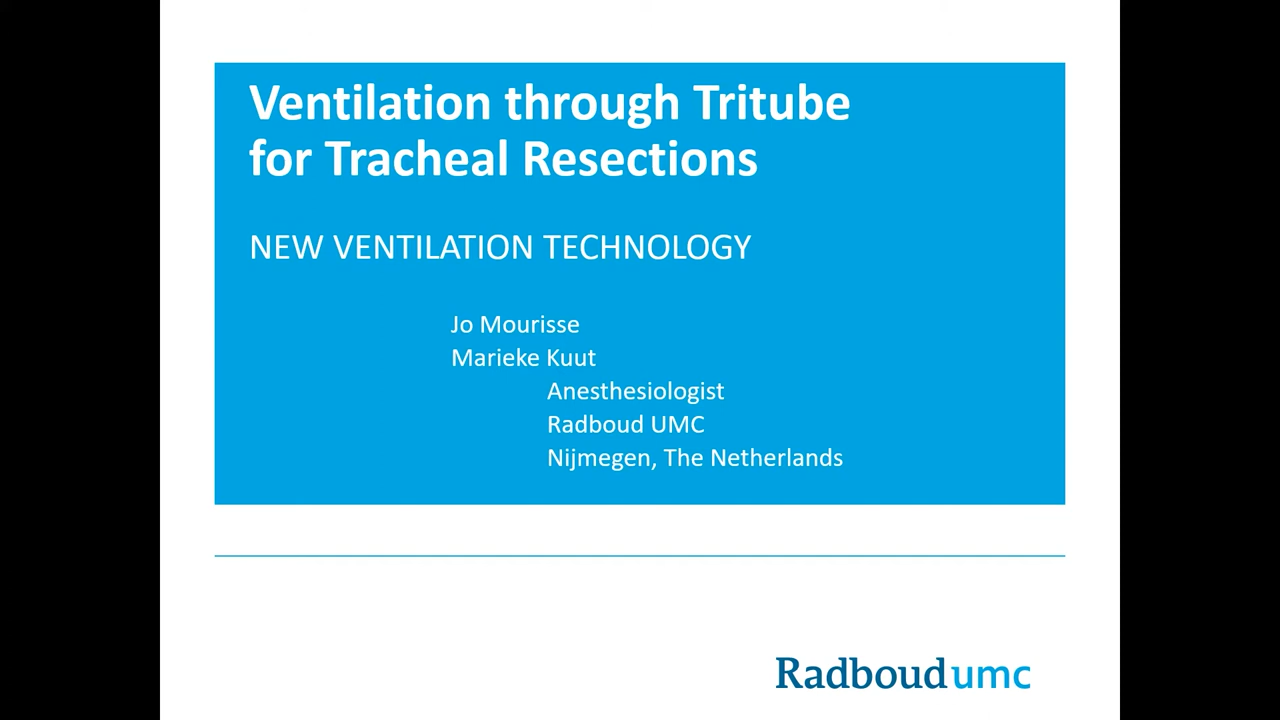 Ventilation through Tritube
for Tracheal Resections
NEW VENTILATION TECHNOLOGY
Jo Mourisse
Marieke Kuut
Anesthesiologist
Radboud UMC
Nijmegen, The Netherlands
Radboudumc